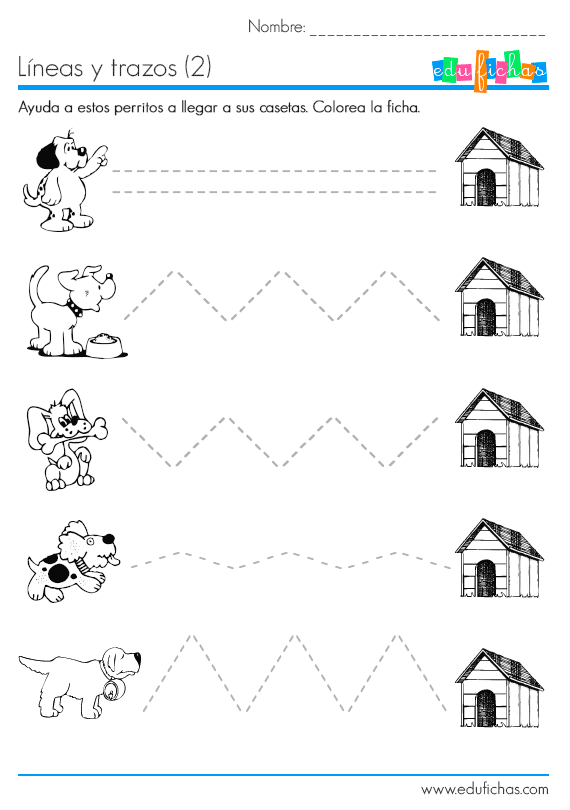 Nombre: ___________________________
Líneas y trazos (2)
edufichas
Ayuda a estos perritos a llegar a sus casetas. Colorea la ficha.
www.edufichas.com